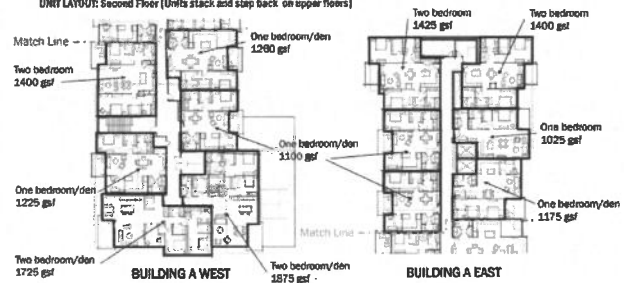 UNIT LAYOUT: Second Floor (Units stack and step back on upper floors)
Match Line
One bedroom/den
1260 gsf
Two bedroom
1400 gsf
One bedroom/den
1100 gsf
One bedroom/den
1225 gsf
Two bedroom/den
1725 gsf
BUILDING A WEST
Two bedroom/den
1875 gsf
Two bedroom
1425 gsf
Two bedroom
1400 gsf
One bedroom
1025 gsf
One bedroom/den
1175 gsf
Match Line
BUILDING A EAST